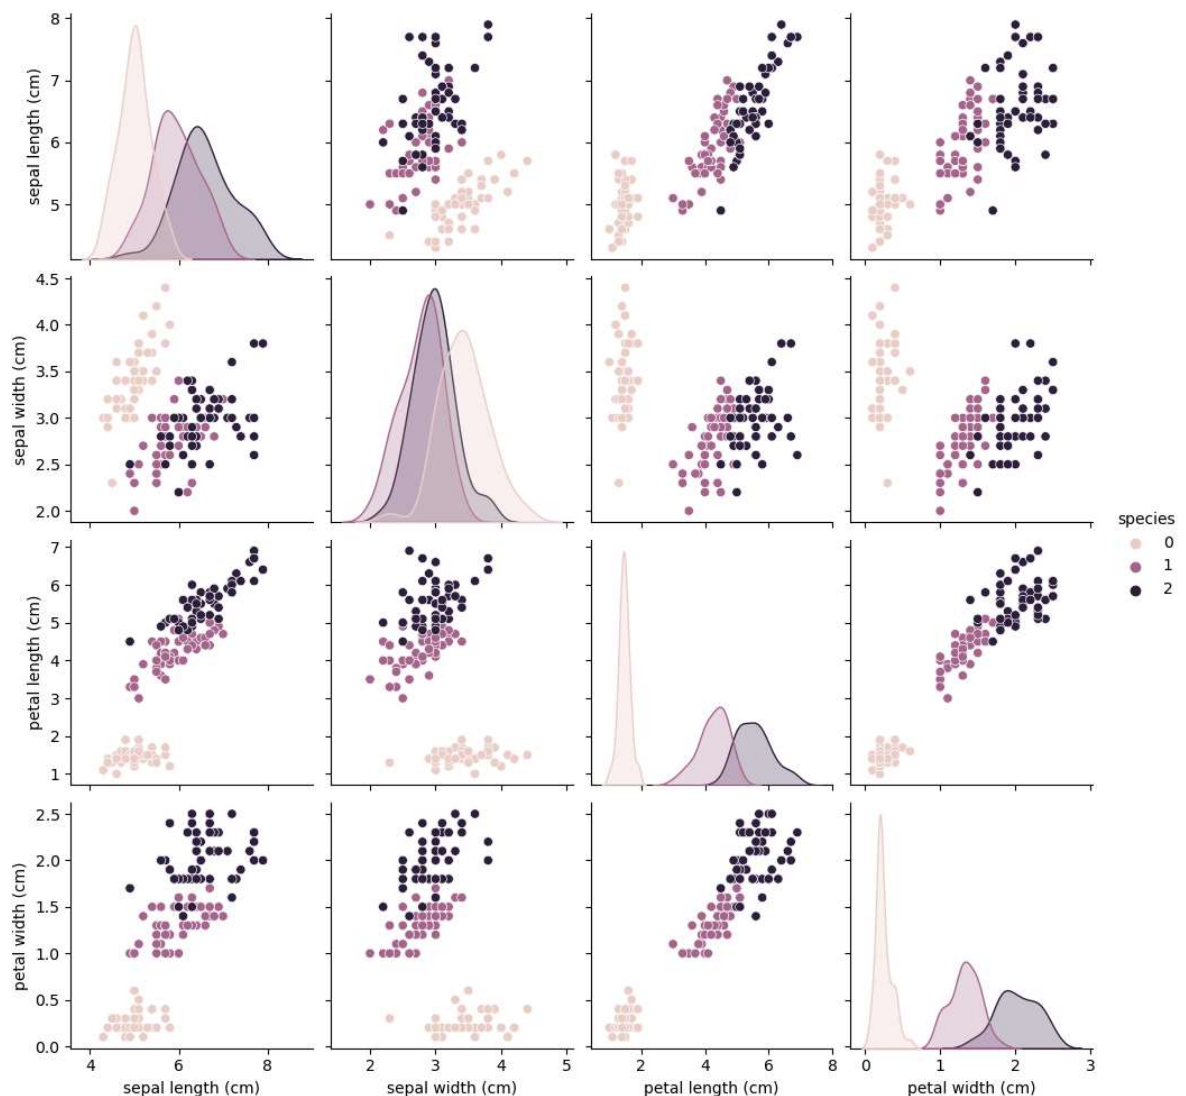 8
7
6
5
sepal length (cm)
4 6 8
2 3 4 5
2 4 6 8
0 1 2 3
4.5
4.0
3.5
3.0
2.5
2.0
sepal width (cm)
species
0
1
2
7
6
5
4
3
2
1
petal length (cm)
2.5
2.0
1.5
1.0
0.5
0.0
petal width (cm)
sepal length (cm)
sepal width (cm)
petal length (cm)
petal width (cm)